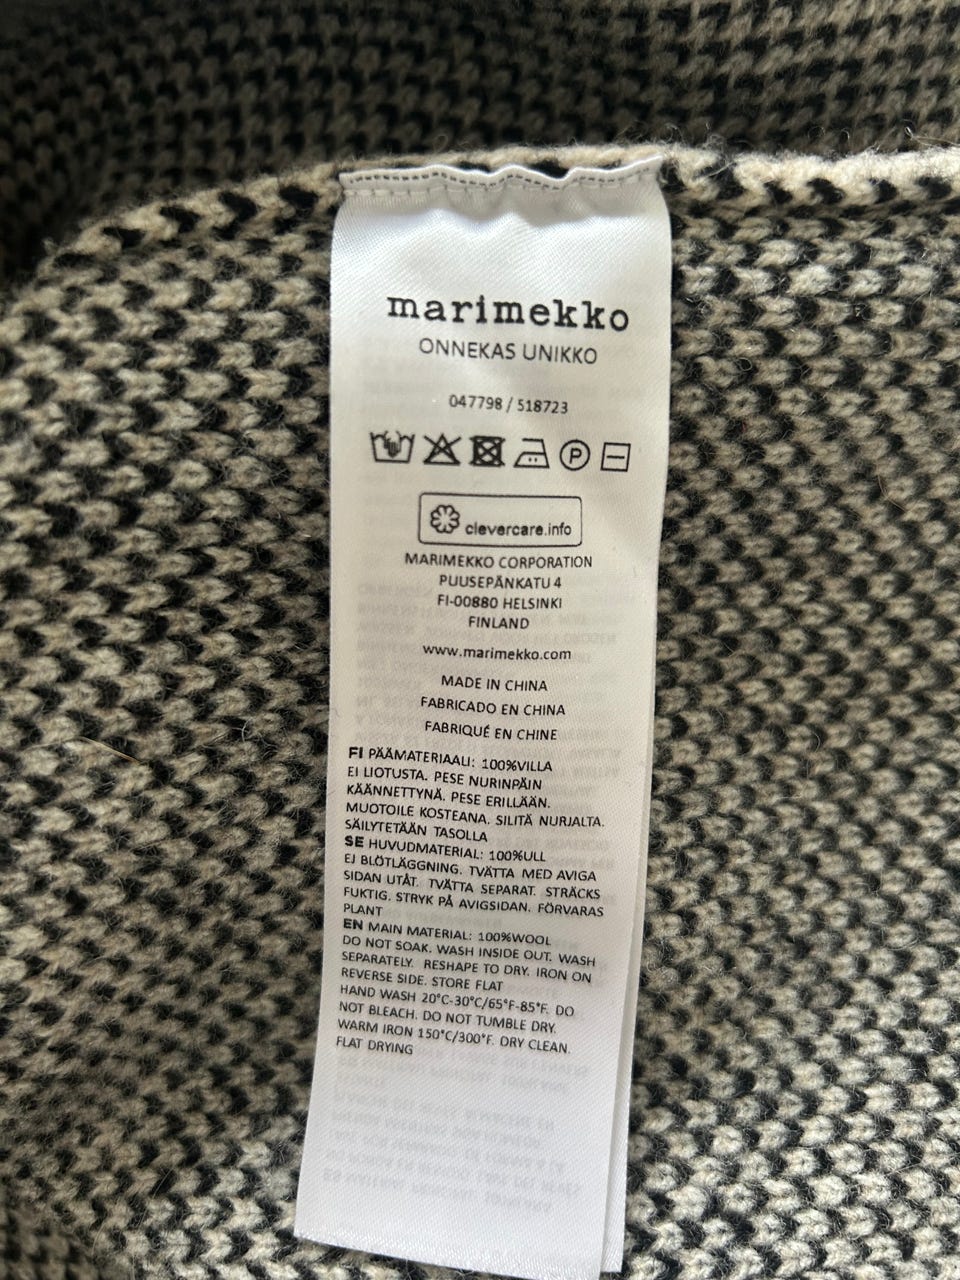 marimekko
ONNEKAS UNIKKO
047798 / 518723
P
clevercare.info
MARIMEKKO CORPORATION
PUUSEPÄNKATU 4
FI-00880 HELSINKI
FINLAND
www.marimekko.com
MADE IN CHINA
FABRICADO EN CHINA
FABRIQUÉ EN CHINE
FI PÄÄMATERIAALI: 100%VILLA
EI LIOTUSTA. PESE NURINPÄIN
KÄÄNNETTYNÄ. PESE ERILLÄÄN.
MUOTOILE KOSTEANA. SILITÄ NURJALTA.
SÄILYTETÄÄN TASOLLA
SE HUVUDMATERIAL: 100%ULL
EJ BLÖTLÄGGNING. TVÄTTA MED AVIGA
SIDAN UTÅT. TVÄTTA SEPARAT. STRÄCKS
FUKTIG. STRYK PÅ AVIGSIDAN. FÖRVARAS
PLANT
EN MAIN MATERIAL: 100%WOOL
DO NOT SOAK. WASH INSIDE OUT. WASH
SEPARATELY. RESHAPE TO DRY. IRON ON
REVERSE SIDE. STORE FLAT
HAND WASH 20°C-30°C/65°F-85°F. DO
NOT BLEACH. DO NOT TUMBLE DRY.
WARM IRON 150°C/300°F. DRY CLEAN.
FLAT DRYING